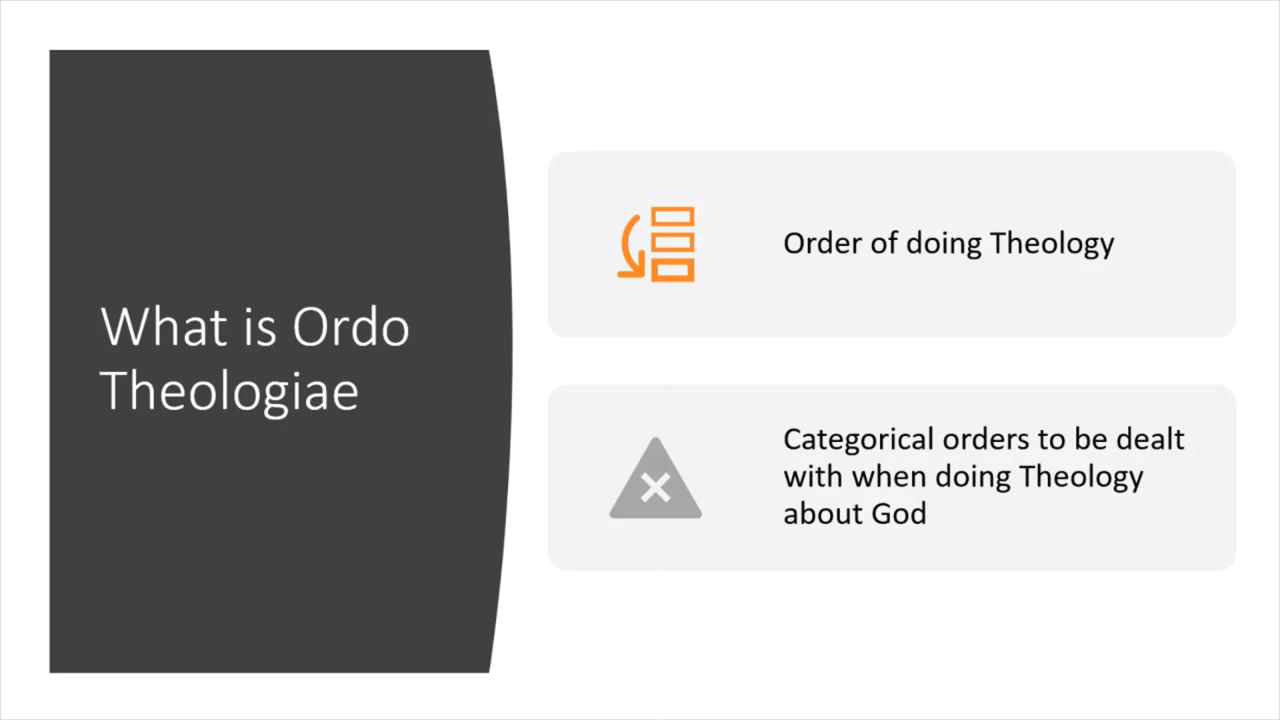 What is Ordo
Theologiae
Order of doing Theology
Categorical orders to be dealt
with when doing Theology
about God